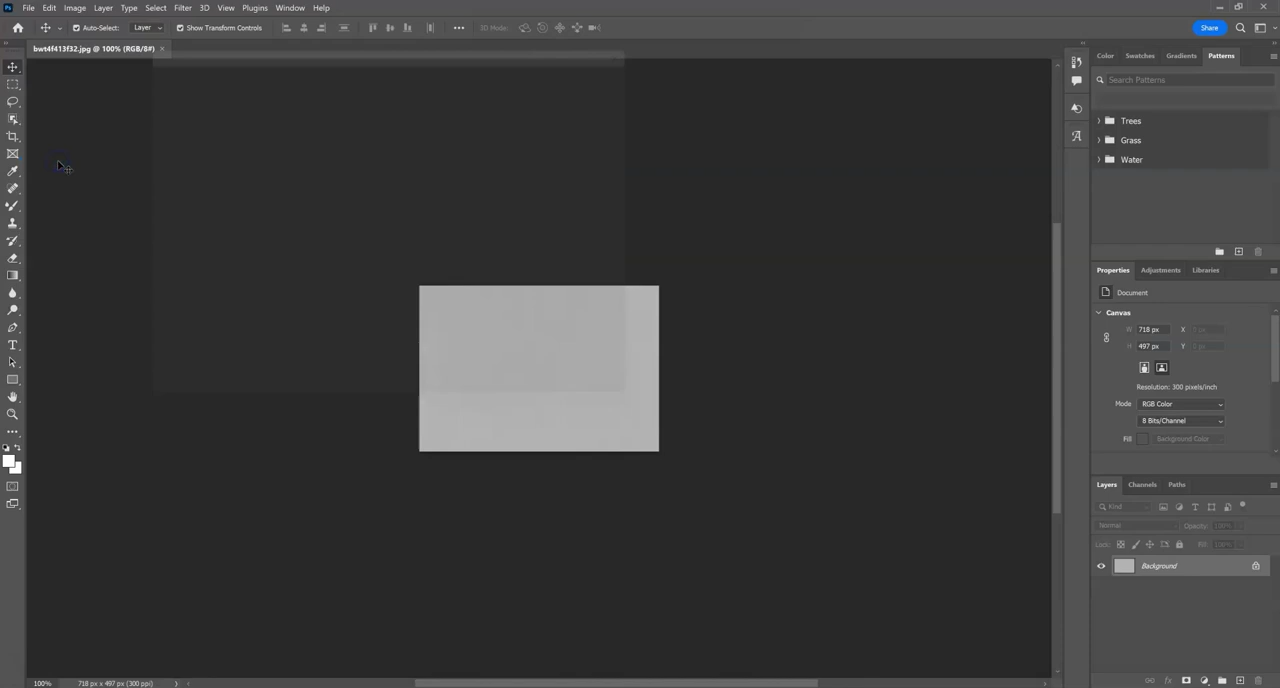 Ps File Edit Image Layer Type Select Filter 3D View Plugins Window Help
Auto-Select: Layer Show Transform Controls 3D Mode: Share
bwt4f413f32.jpg @ 100% (RGB/8#) ×
Color Swatches Gradients Patterns
Search Patterns
Trees
Grass
Water
Properties Adjustments Libraries
Document
Canvas
W 718 px X
H 497 px Y
Resolution: 300 pixels/inch
Mode RGB Color
8 Bits/Channel
Fill Background Color
Layers Channels Paths
Kind
Normal Opacity: 100%
Lock: Fill: 100%
Background
100% 718 px x 497 px (300 ppi)